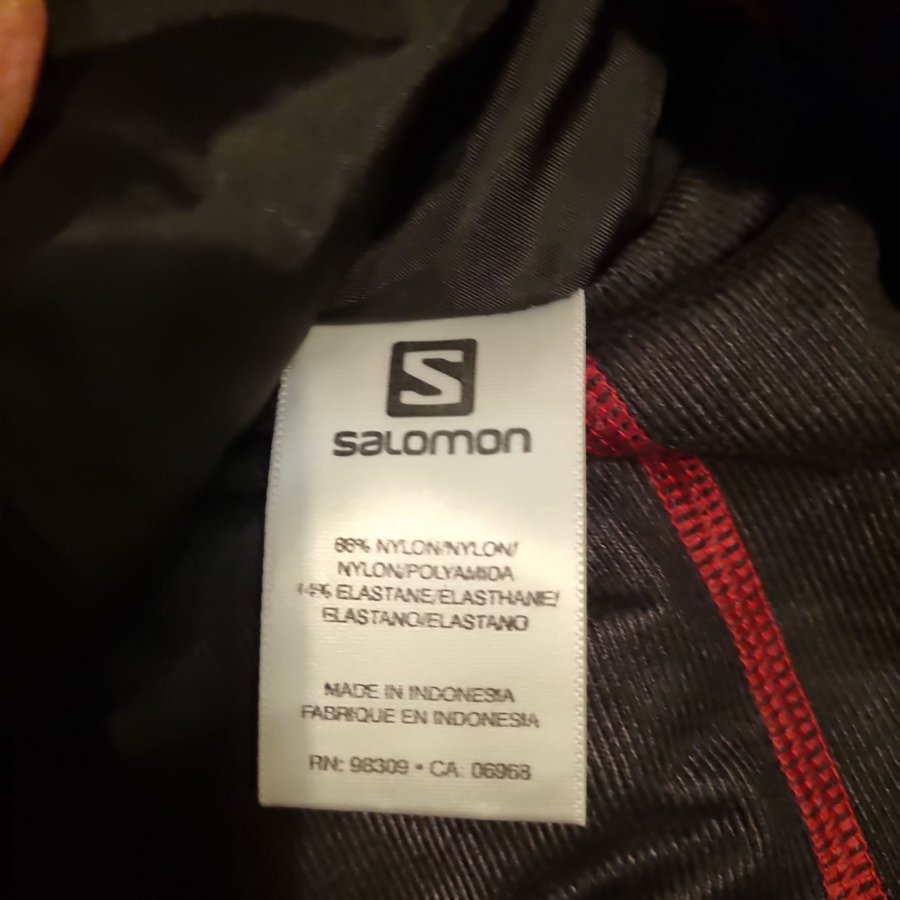 S
SALOMON
86% NYLON/NYLON/
NYLON/POLYAMIDA
14% ELASTANE/ÉLASTHANNE/
ELASTANO/ELASTANO
MADE IN INDONESIA
FABRIQUE EN INDONESIA
RN: 98309 • CA: 06968